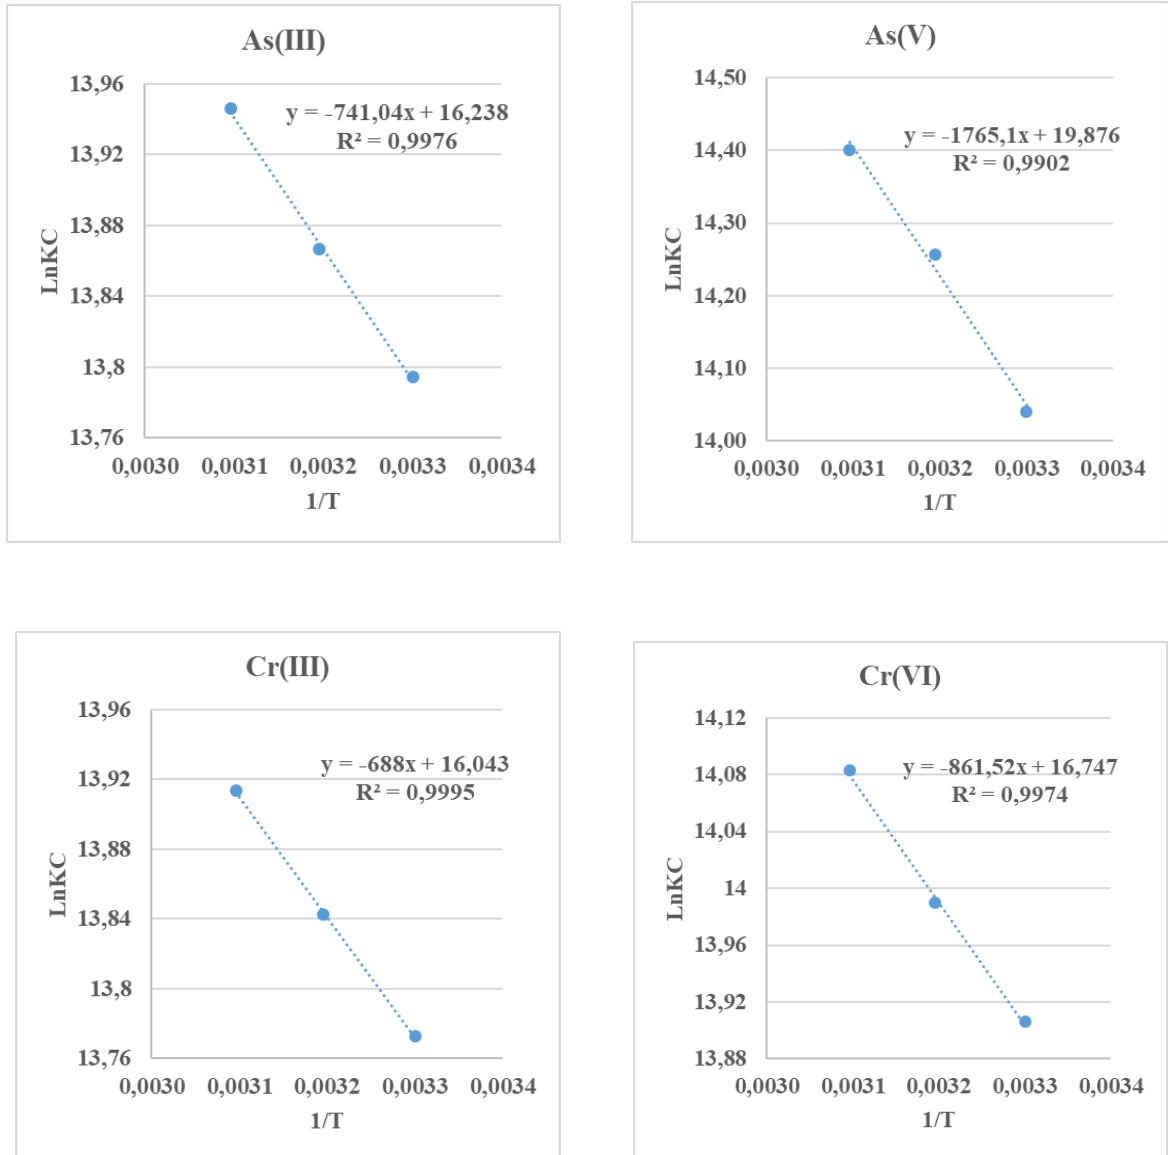 As(III)
13,96
13,92
13,88
13,84
13,8
13,76
y = -741,04x + 16,238
R² = 0,9976
LnKC
0,0030 0,0031 0,0032 0,0033 0,0034
1/T
As(V)
14,50
14,40
14,30
14,20
14,10
14,00
y = -1765,1x + 19,876
R² = 0,9902
LnKC
0,0030 0,0031 0,0032 0,0033 0,0034
1/T
Cr(III)
13,96
13,92
13,88
13,84
13,8
13,76
y = -688x + 16,043
R² = 0,9995
LnKC
0,0030 0,0031 0,0032 0,0033 0,0034
1/T
Cr(VI)
14,12
14,08
14,04
14
13,96
13,92
13,88
y = -861,52x + 16,747
R² = 0,9974
LnKC
0,0030 0,0031 0,0032 0,0033 0,0034
1/T